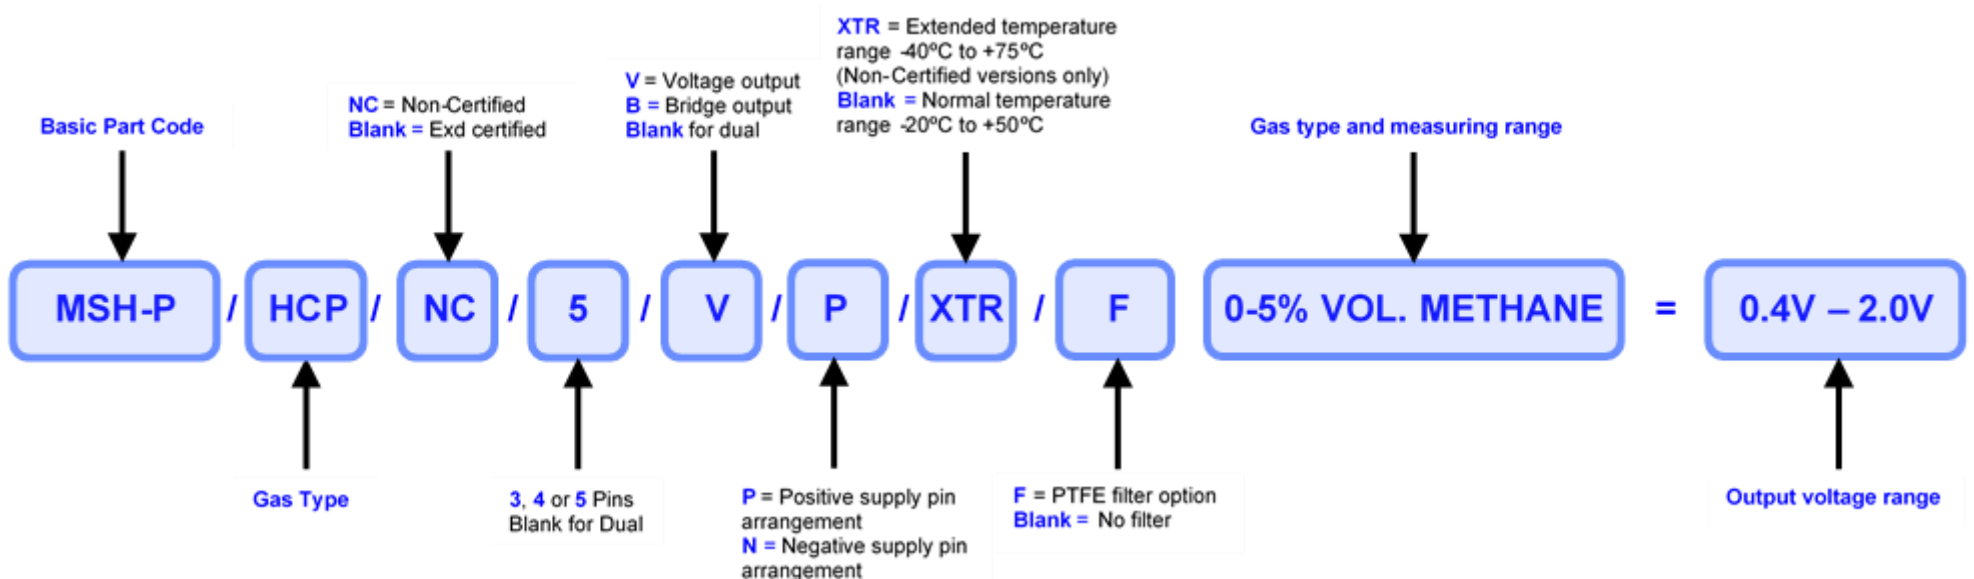 XTR = Extended temperature
range -40ºC to +75ºC
(Non-Certified versions only)
Blank = Normal temperature
range -20ºC to +50ºC
V = Voltage output
B = Bridge output
Blank for dual
NC = Non-Certified
Blank = Exd certified
Basic Part Code
Gas type and measuring range
MSH-P / HCP / NC / 5 / V / P / XTR / F 0-5% VOL. METHANE = 0.4V – 2.0V
Gas Type
3, 4 or 5 Pins
Blank for Dual
P = Positive supply pin
arrangement
N = Negative supply pin
arrangement
F = PTFE filter option
Blank = No filter
Output voltage range